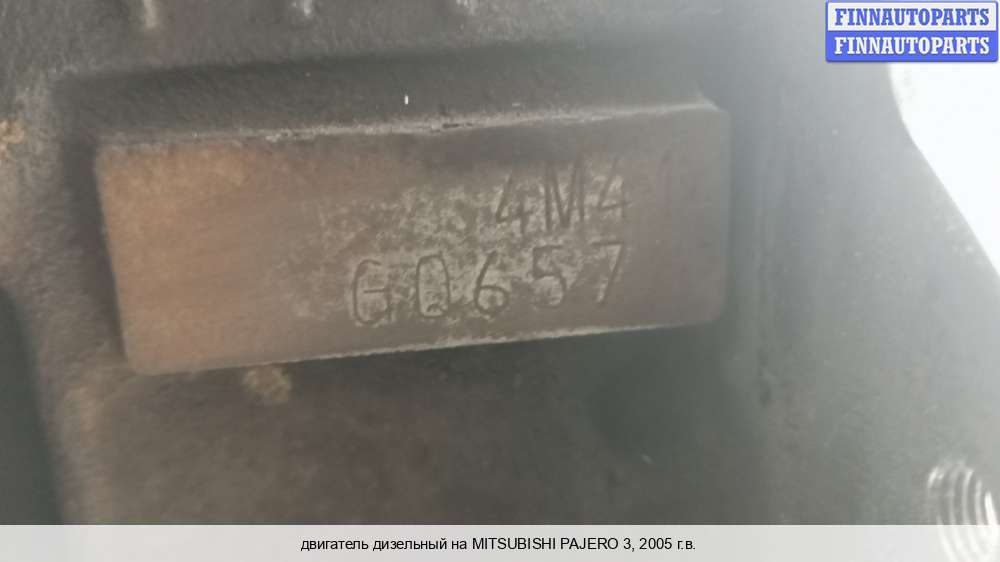 FINNAUTOPARTS
FINNAUTOPARTS
4M4
G0657
двигатель дизельный на MITSUBISHI PAJERO 3, 2005 г.в.